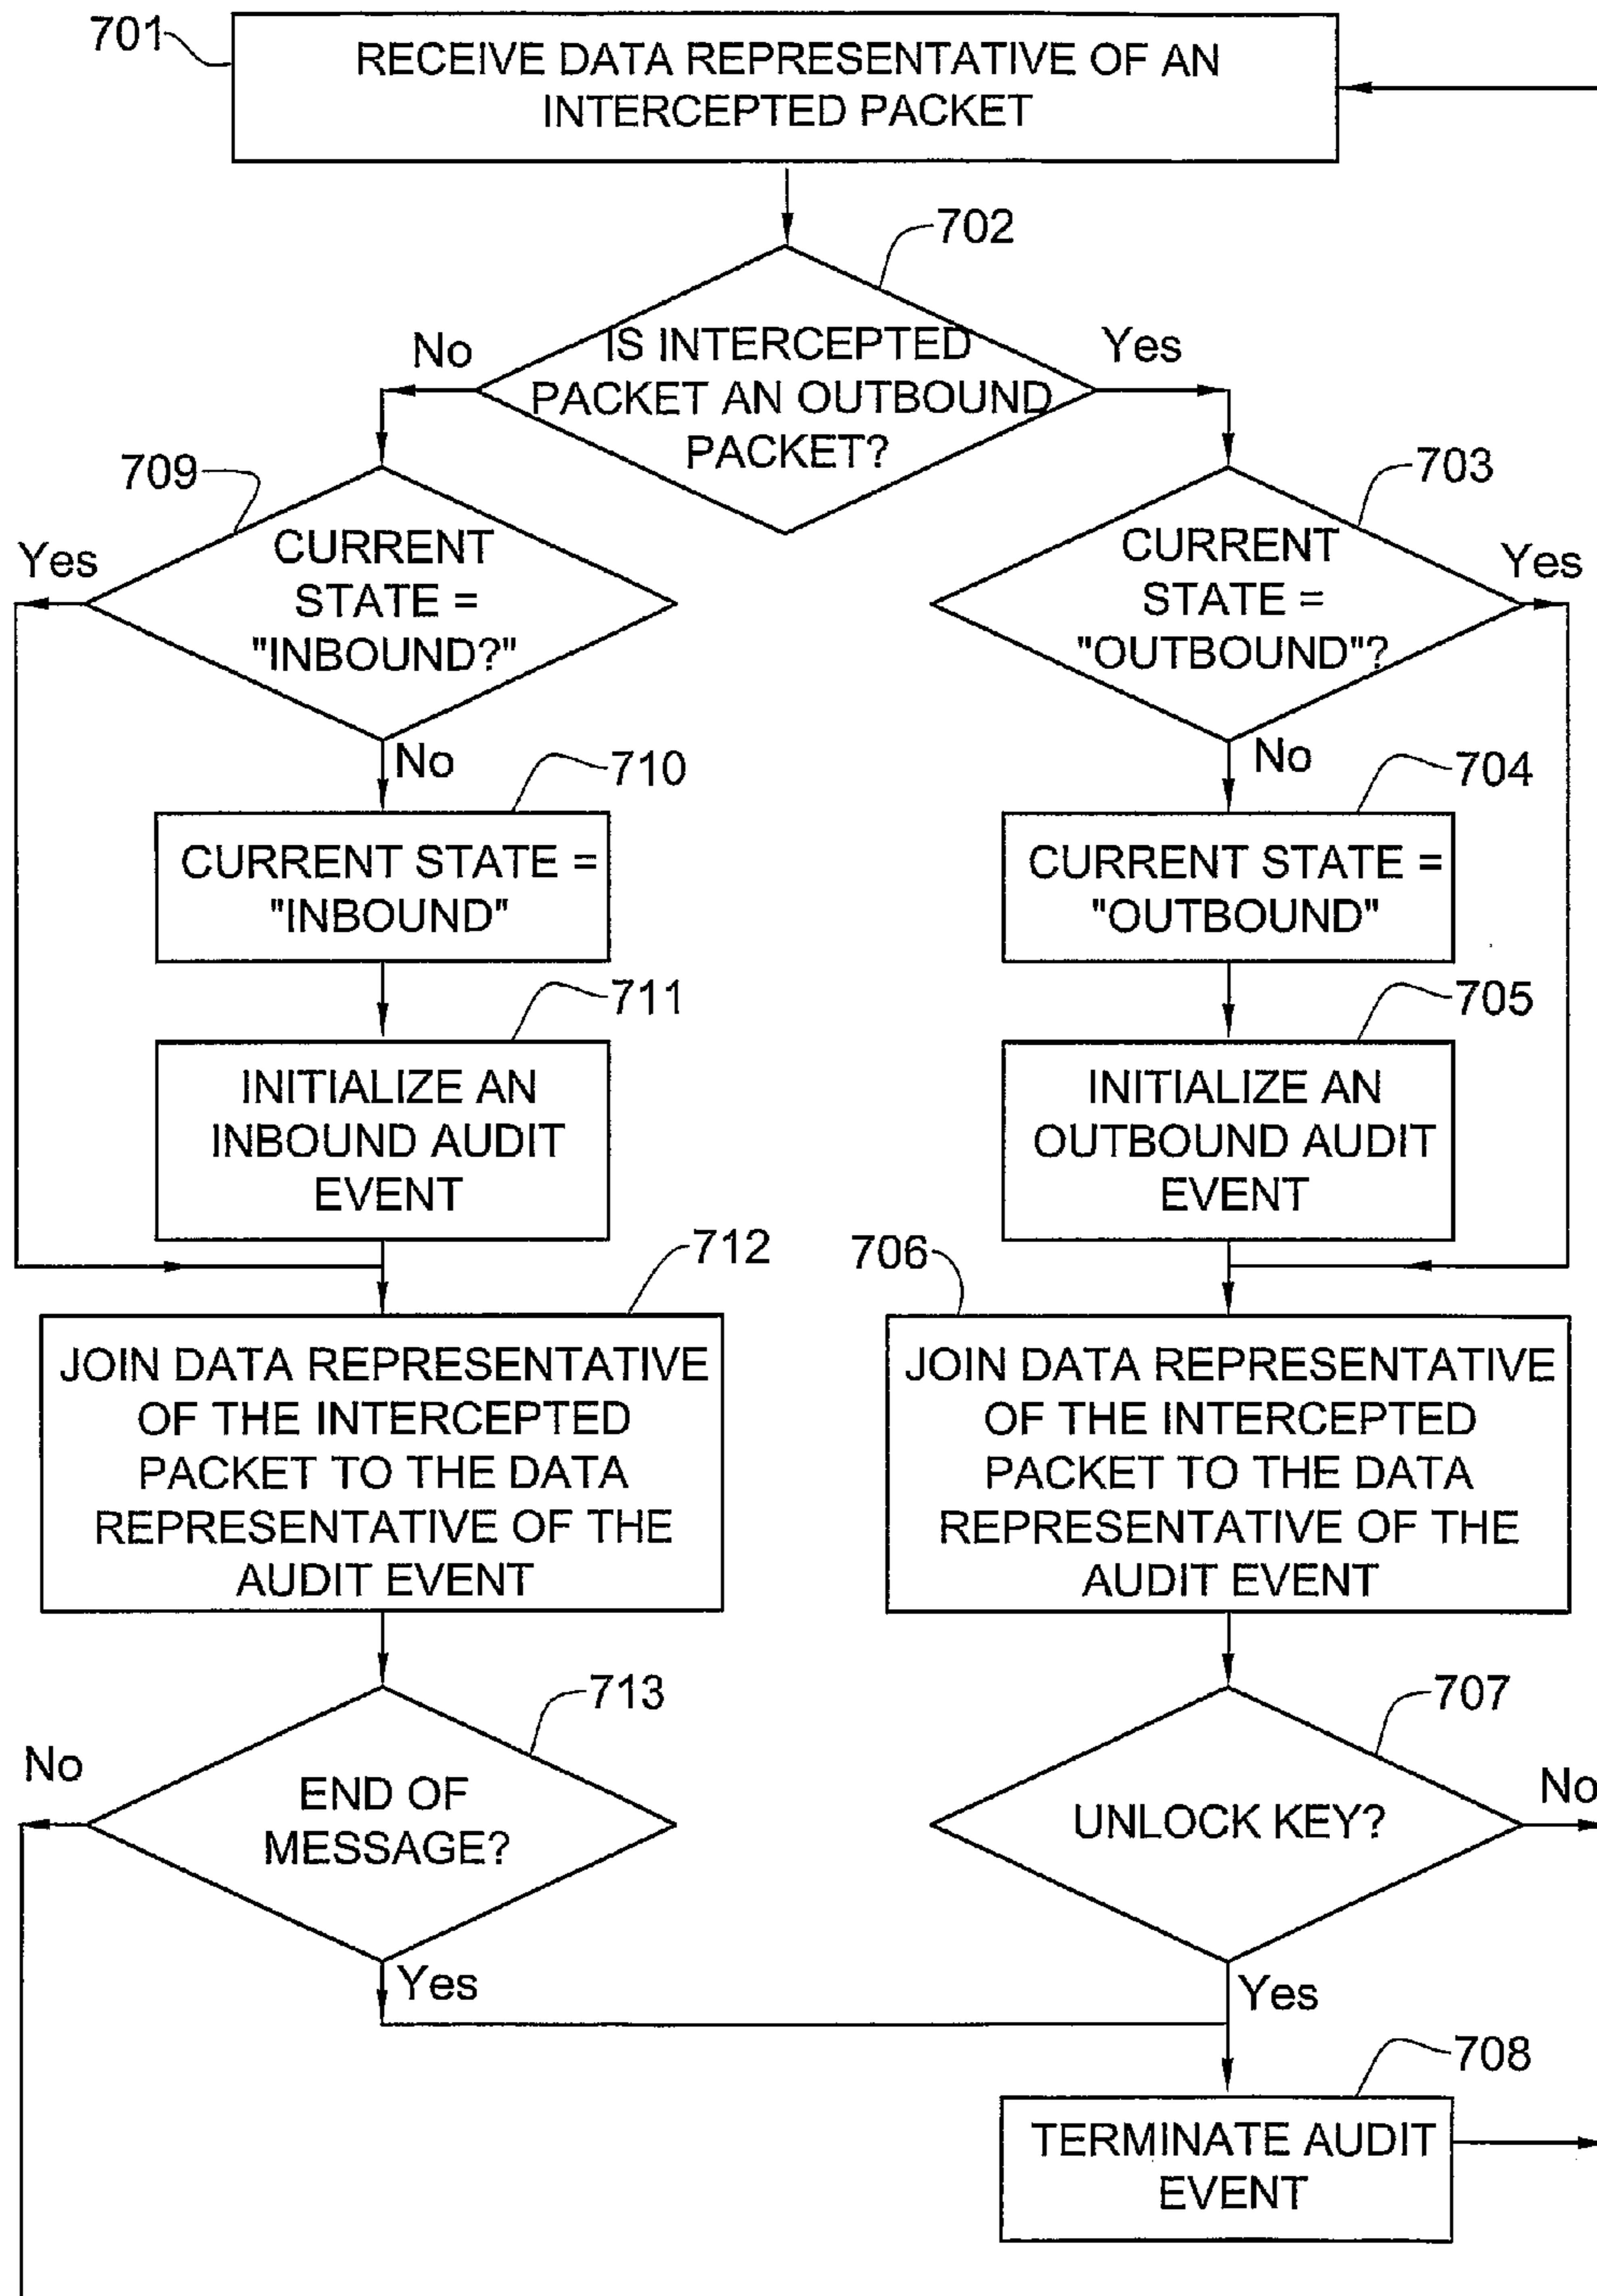 701
RECEIVE DATA REPRESENTATIVE OF AN
INTERCEPTED PACKET
702
No
Yes
IS INTERCEPTED
PACKET AN OUTBOUND
PACKET?
709
703
Yes
CURRENT
STATE =
"INBOUND?"
CURRENT
STATE =
"OUTBOUND"?
Yes
No
No
710
704
CURRENT STATE =
"INBOUND"
CURRENT STATE =
"OUTBOUND"
711
705
INITIALIZE AN
INBOUND AUDIT
EVENT
INITIALIZE AN
OUTBOUND AUDIT
EVENT
712
706
JOIN DATA REPRESENTATIVE
OF THE INTERCEPTED
PACKET TO THE DATA
REPRESENTATIVE OF THE
AUDIT EVENT
JOIN DATA REPRESENTATIVE
OF THE INTERCEPTED
PACKET TO THE DATA
REPRESENTATIVE OF THE
AUDIT EVENT
713
707
No
END OF
MESSAGE?
UNLOCK KEY?
No
Yes
Yes
708
TERMINATE AUDIT
EVENT